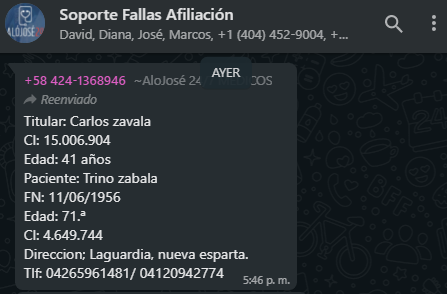 Soporte Fallas Afiliación
David, Diana, José, Marcos, +1 (404) 452-9004, +...
ALOJOSÉ24
AYER
+58 424-1368946 ~AloJosé 24 COS
Reenviado
Titular: Carlos zavala
CI: 15.006.904
Edad: 41 años
Paciente: Trino zabala
FN: 11/06/1956
Edad: 71.ª
CI: 4.649.744
Direccion; Laguardia, nueva esparta.
Tlf: 04265961481/ 04120942774
5:46 p. m.